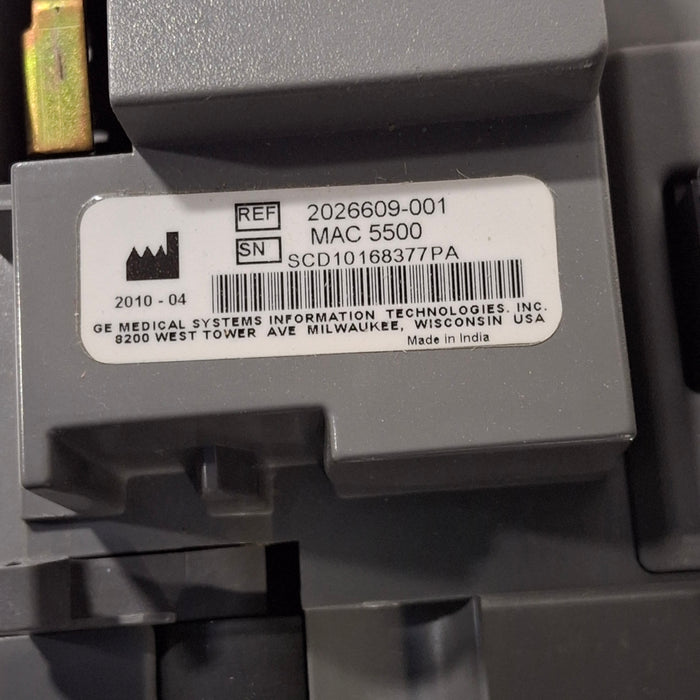 REF 2026609-001
MAC 5500
SN SCD10168377PA
2010 - 04
GE MEDICAL SYSTEMS INFORMATION TECHNOLOGIES. INC.
8200 WEST TOWER AVE MILWAUKEE, WISCONSIN USA
Made in India